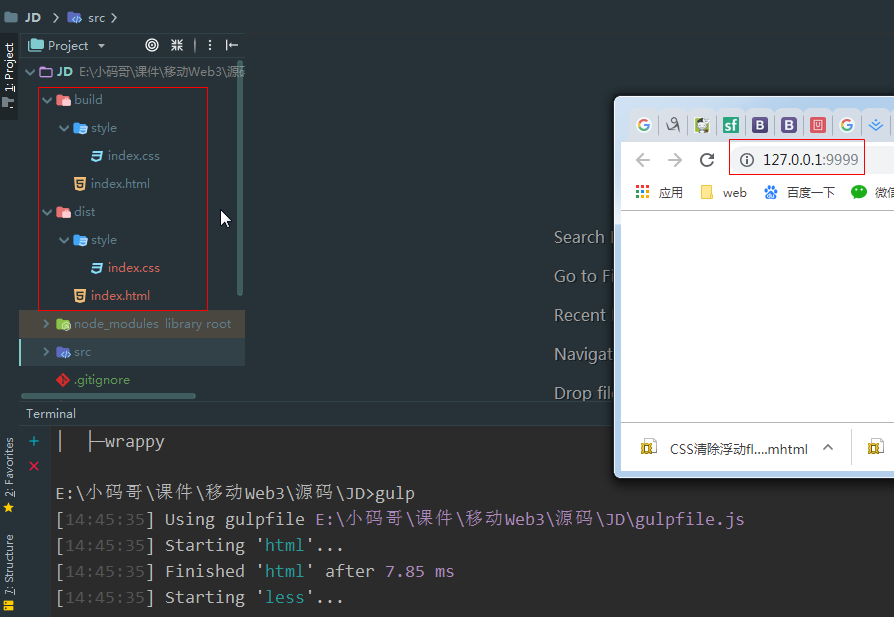 JD > src >
Project
1: Project
JD E:\小码哥\课件\移动Web3\源码
build
style
index.css
index.html
dist
style
index.css
index.html
node_modules library root
src
.gitignore
Search
Go to Fi
Recent
Navigat
Drop file
127.0.0.1:9999
应用 web 百度一下 微信
CSS清除浮动fl....mhtml
Terminal
├─wrappy
E:\小码哥\课件\移动Web3\源码\JD>gulp
[14:45:35] Using gulpfile E:\小码哥\课件\移动Web3\源码\JD\gulpfile.js
[14:45:35] Starting 'html'...
[14:45:35] Finished 'html' after 7.85 ms
[14:45:35] Starting 'less'...
2: Favorites
7: Structure